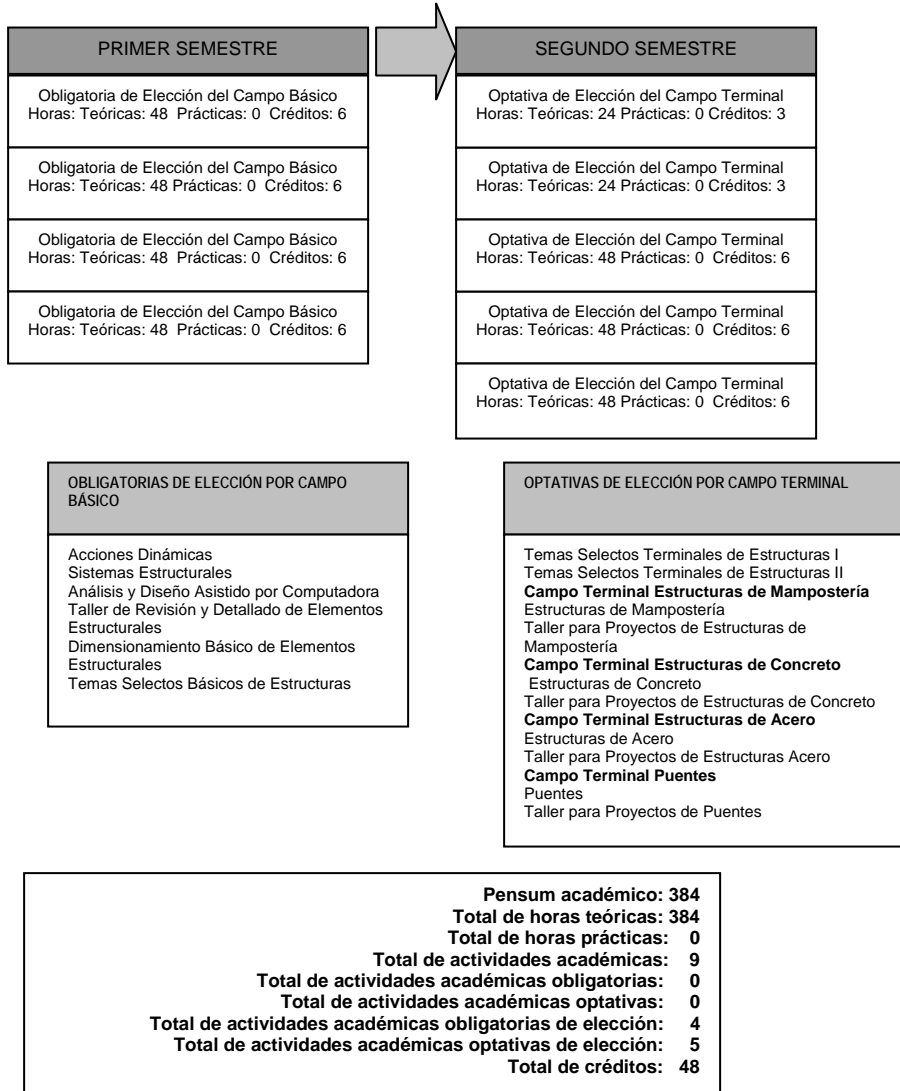 PRIMER SEMESTRE
Obligatoria de Elección del Campo Básico
Horas: Teóricas: 48 Prácticas: 0 Créditos: 6
Obligatoria de Elección del Campo Básico
Horas: Teóricas: 48 Prácticas: 0 Créditos: 6
Obligatoria de Elección del Campo Básico
Horas: Teóricas: 48 Prácticas: 0 Créditos: 6
Obligatoria de Elección del Campo Básico
Horas: Teóricas: 48 Prácticas: 0 Créditos: 6
SEGUNDO SEMESTRE
Optativa de Elección del Campo Terminal
Horas: Teóricas: 24 Prácticas: 0 Créditos: 3
Optativa de Elección del Campo Terminal
Horas: Teóricas: 24 Prácticas: 0 Créditos: 3
Optativa de Elección del Campo Terminal
Horas: Teóricas: 48 Prácticas: 0 Créditos: 6
Optativa de Elección del Campo Terminal
Horas: Teóricas: 48 Prácticas: 0 Créditos: 6
Optativa de Elección del Campo Terminal
Horas: Teóricas: 48 Prácticas: 0 Créditos: 6
OBLIGATORIAS DE ELECCIÓN POR CAMPO
BÁSICO
Acciones Dinámicas
Sistemas Estructurales
Análisis y Diseño Asistido por Computadora
Taller de Revisión y Detallado de Elementos
Estructurales
Dimensionamiento Básico de Elementos
Estructurales
Temas Selectos Básicos de Estructuras
OPTATIVAS DE ELECCIÓN POR CAMPO TERMINAL
Temas Selectos Terminales de Estructuras I
Temas Selectos Terminales de Estructuras II
Campo Terminal Estructuras de Mampostería
Estructuras de Mampostería
Taller para Proyectos de Estructuras de
Mampostería
Campo Terminal Estructuras de Concreto
Estructuras de Concreto
Taller para Proyectos de Estructuras de Concreto
Campo Terminal Estructuras de Acero
Estructuras de Acero
Taller para Proyectos de Estructuras Acero
Campo Terminal Puentes
Puentes
Taller para Proyectos de Puentes
Pensum académico: 384
Total de horas teóricas: 384
Total de horas prácticas: 0
Total de actividades académicas: 9
Total de actividades académicas obligatorias: 0
Total de actividades académicas optativas: 0
Total de actividades académicas obligatorias de elección: 4
Total de actividades académicas optativas de elección: 5
Total de créditos: 48